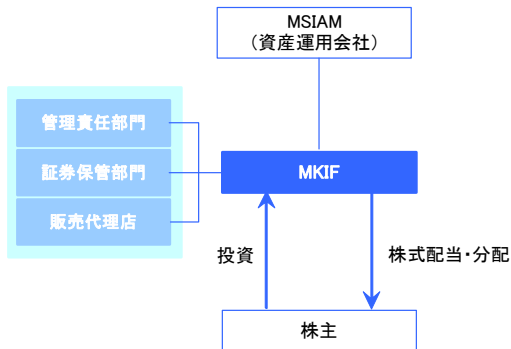 MSIAM
（資産運用会社）
管理責任部門
証券保管部門
販売代理店
MKIF
投資
株式配当・分配
株主